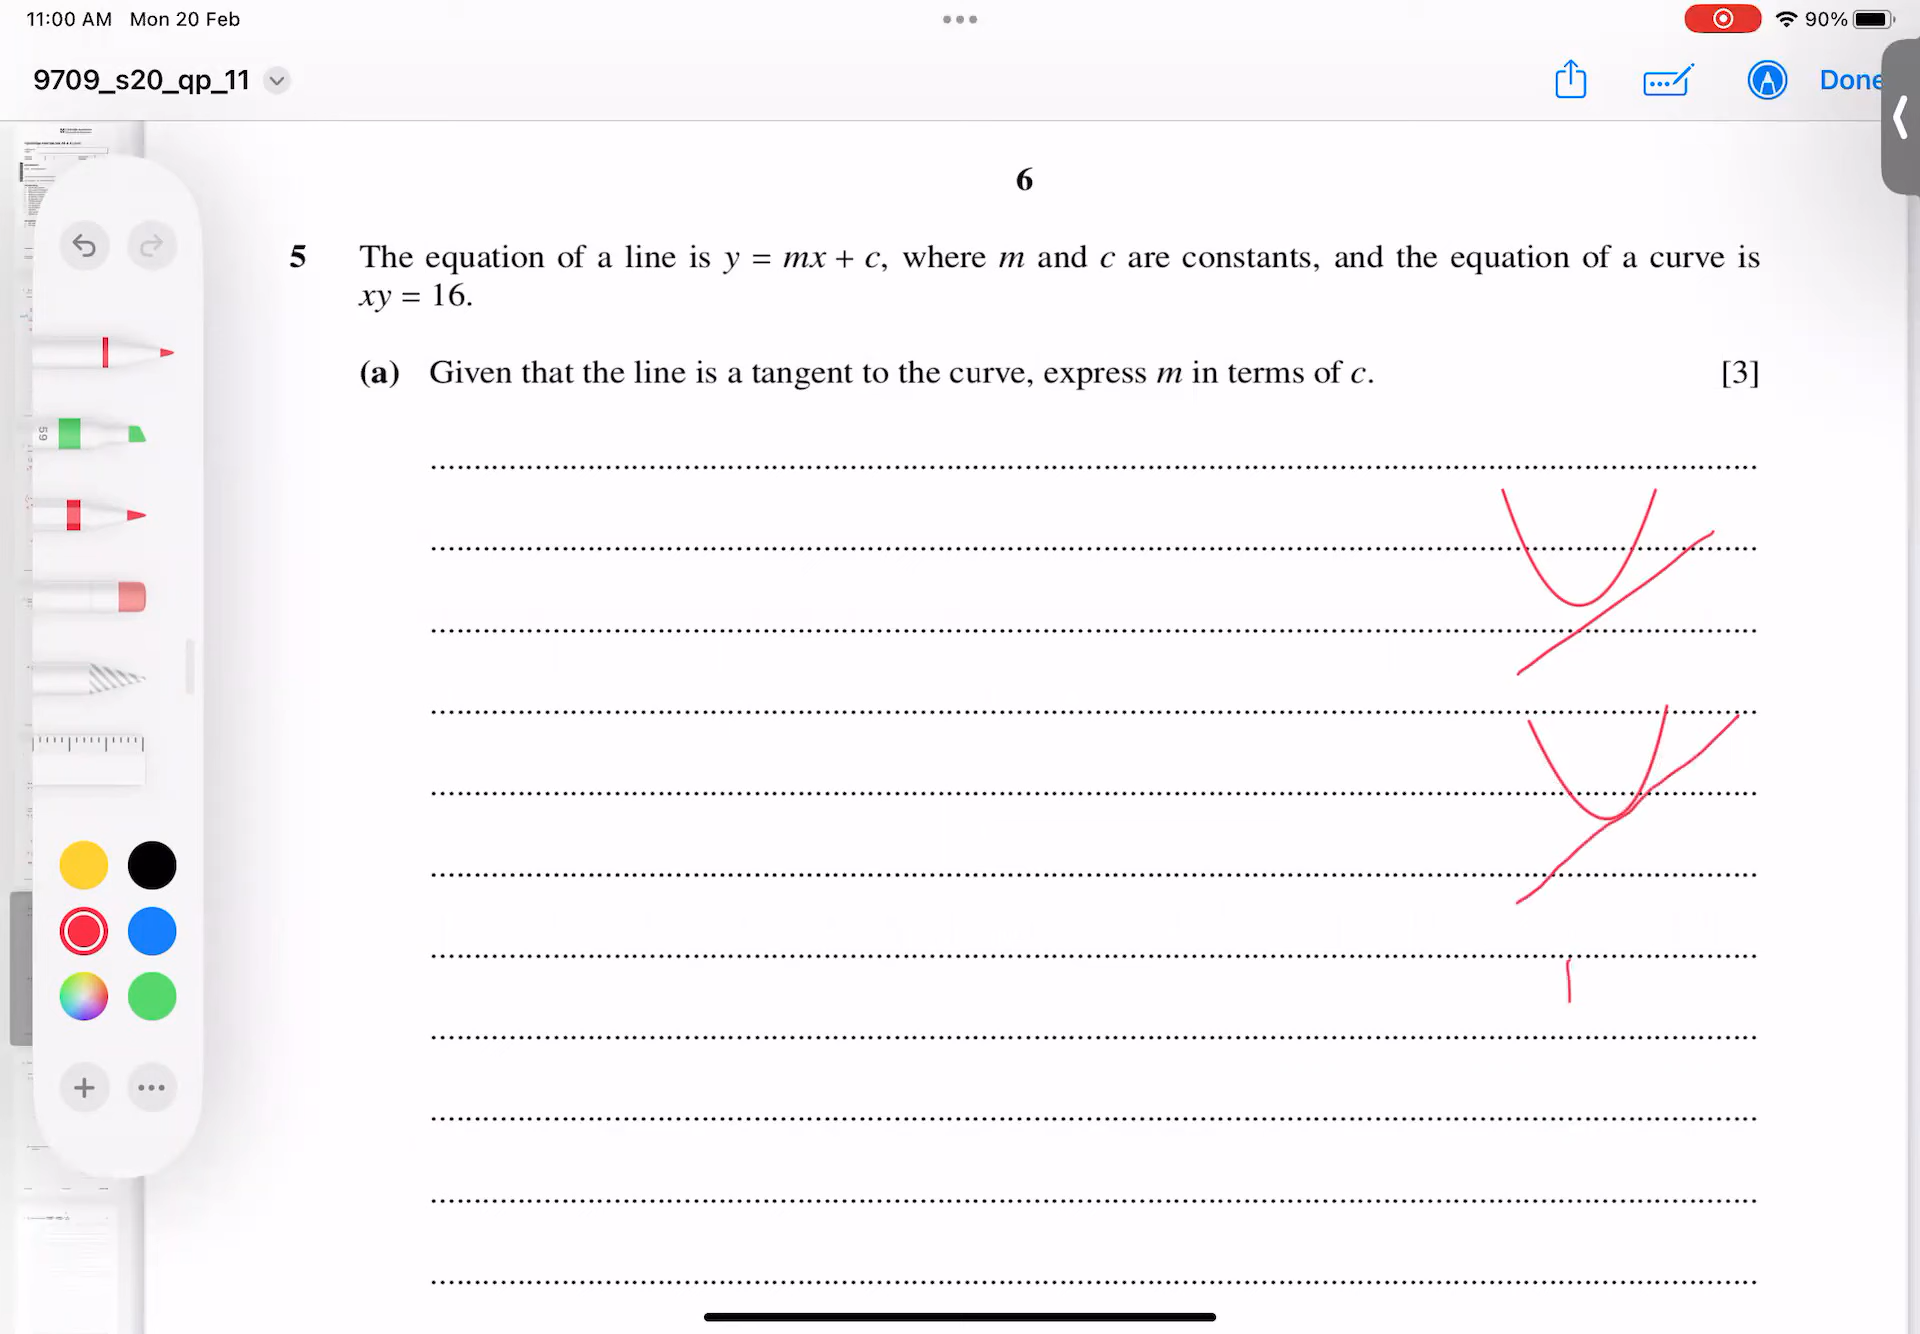 11:00 AM Mon 20 Feb
90%
9709_s20_qp_11
Done
6
5 The equation of a line is y = mx + c, where m and c are constants, and the equation of a curve is
xy = 16.
(a) Given that the line is a tangent to the curve, express m in terms of c. [3]
59